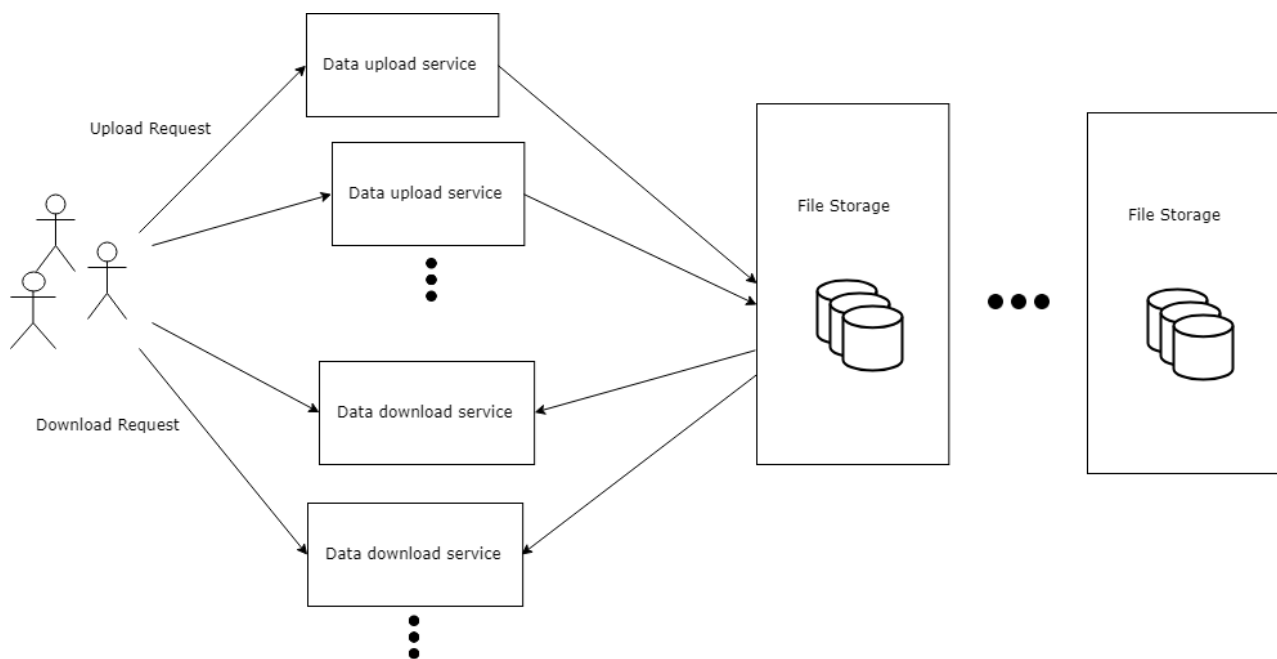 Data upload service
Upload Request
Data upload service
File Storage
File Storage
Data download service
Download Request
Data download service